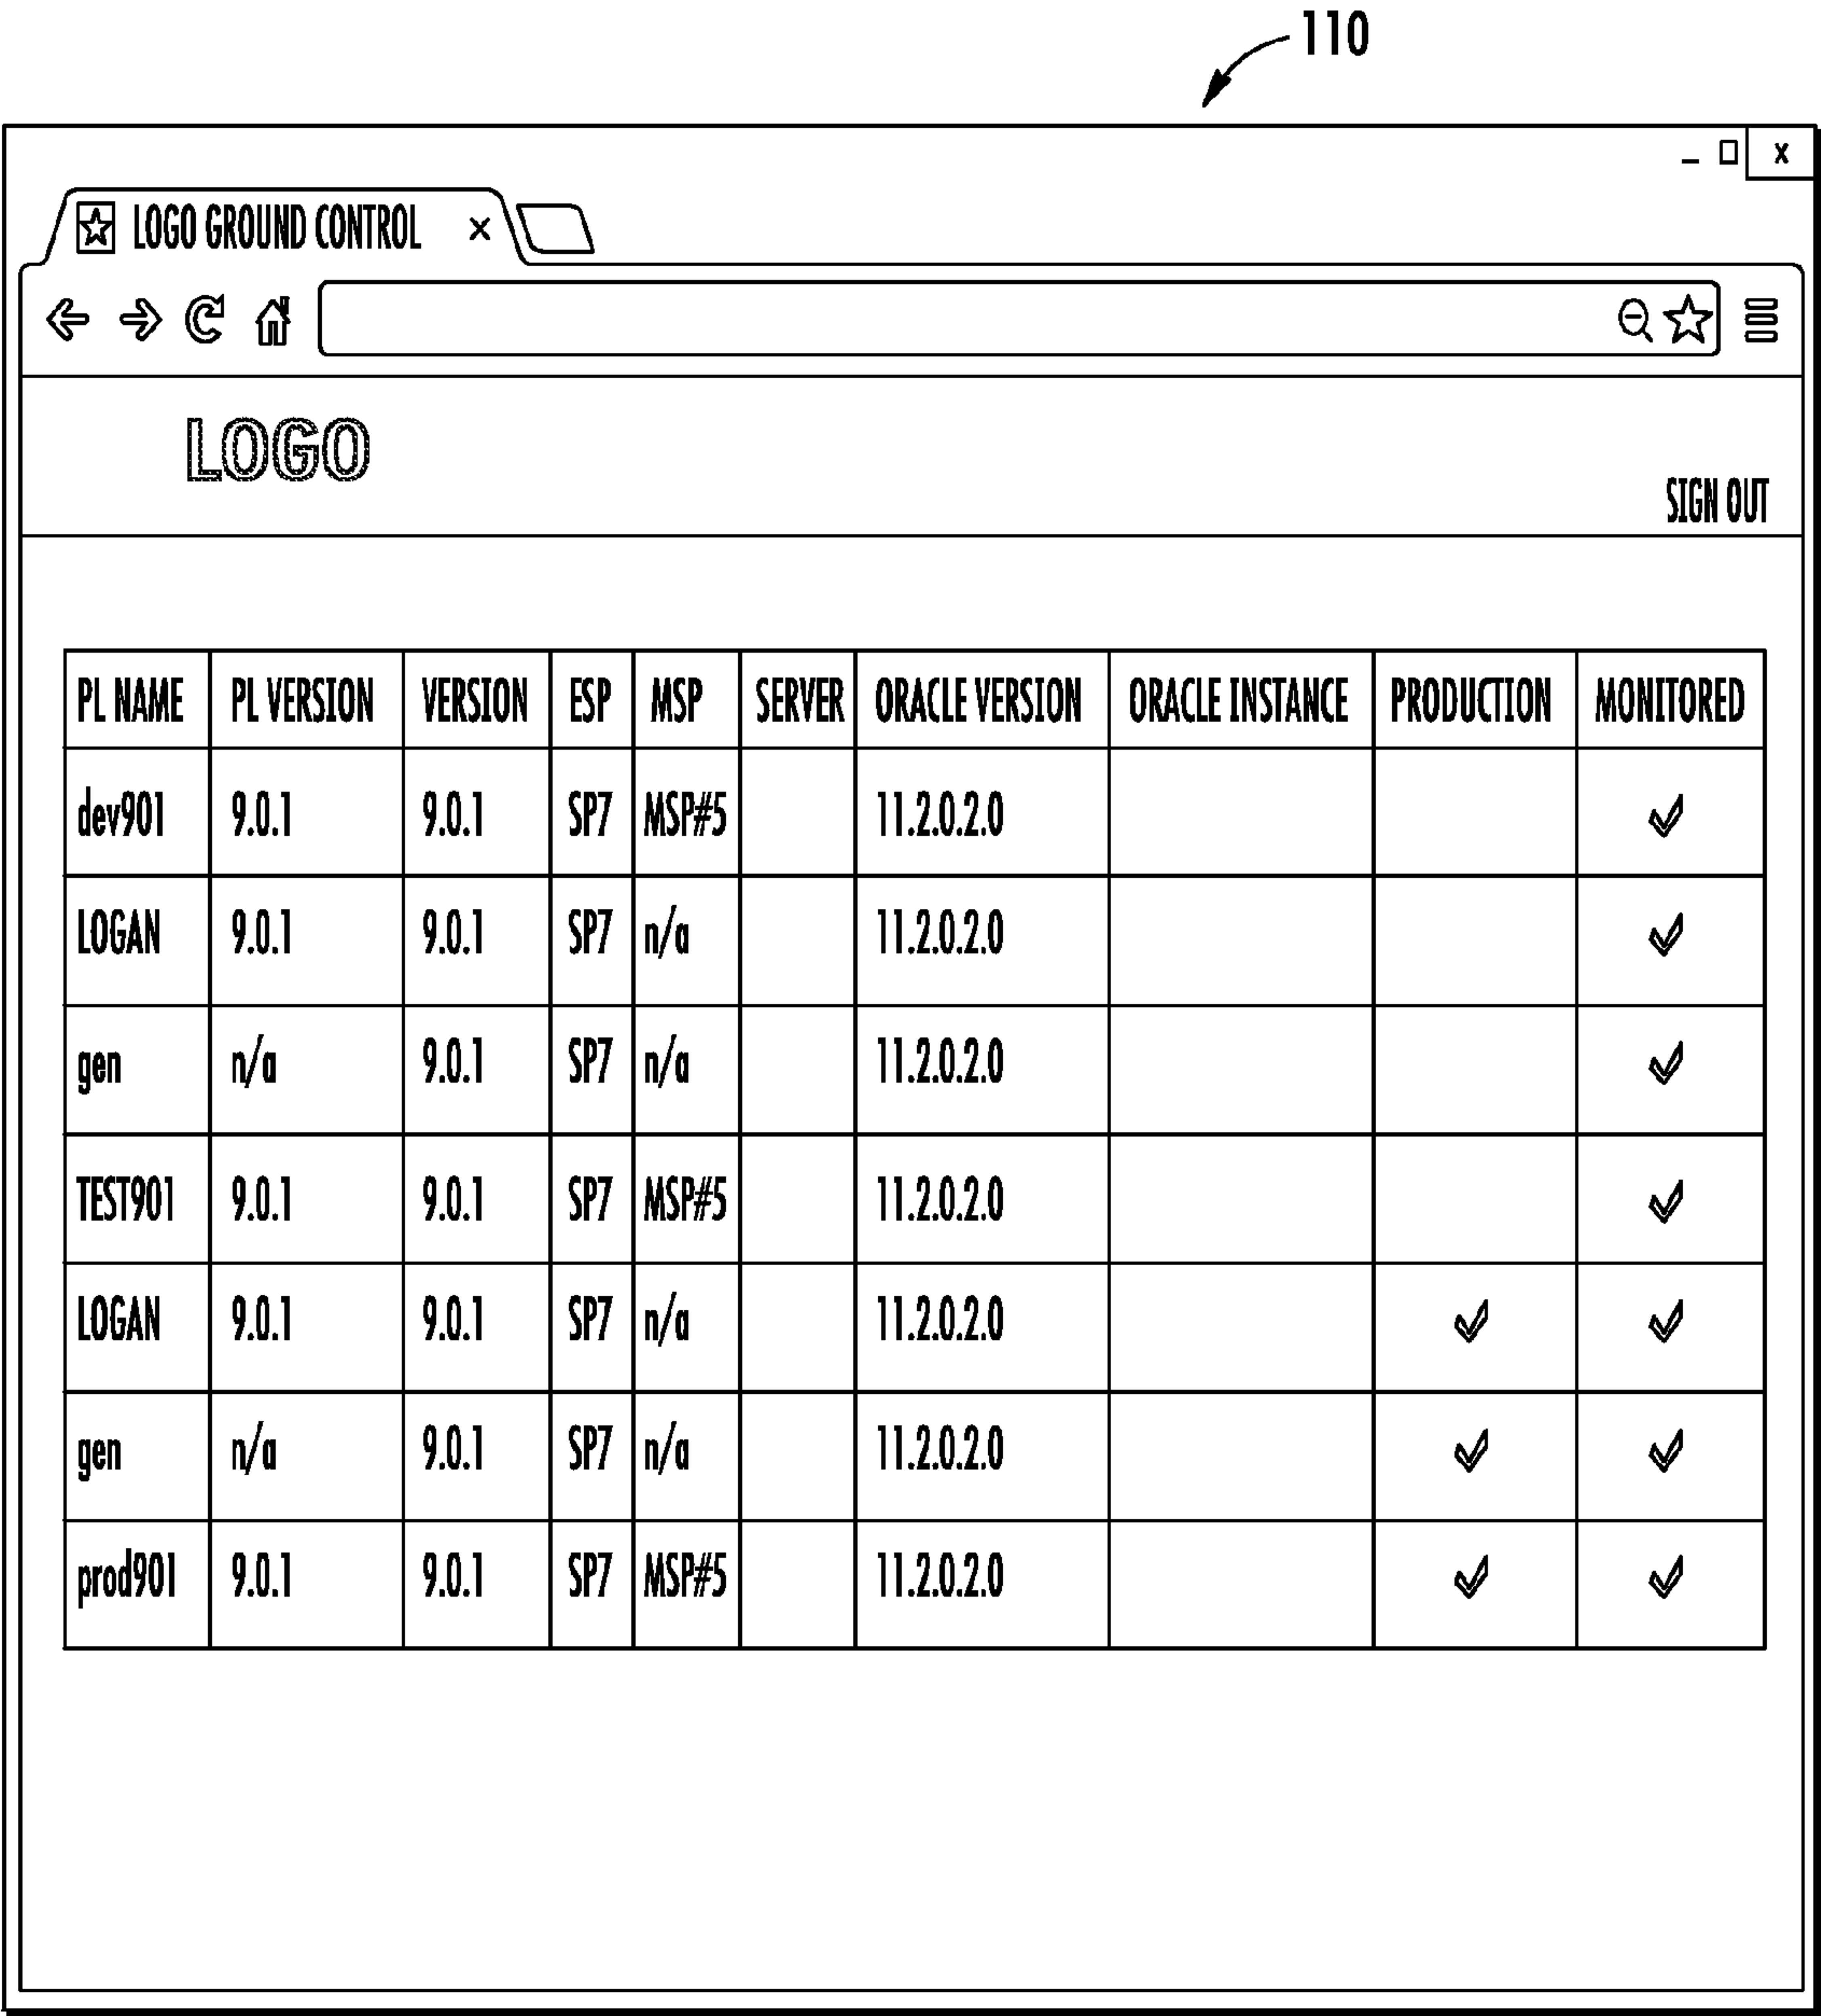 110
LOGO GROUND CONTROL
LOGO
SIGN OUT
PL NAME PL VERSION VERSION ESP MSP SERVER ORACLE VERSION ORACLE INSTANCE PRODUCTION MONITORED
dev901 9.0.1 9.0.1 SP7 MSP#5 11.2.0.2.0
LOGAN 9.0.1 9.0.1 SP7 n/a 11.2.0.2.0
gen n/a 9.0.1 SP7 n/a 11.2.0.2.0
TEST901 9.0.1 9.0.1 SP7 MSP#5 11.2.0.2.0
LOGAN 9.0.1 9.0.1 SP7 n/a 11.2.0.2.0
gen n/a 9.0.1 SP7 n/a 11.2.0.2.0
prod901 9.0.1 9.0.1 SP7 MSP#5 11.2.0.2.0